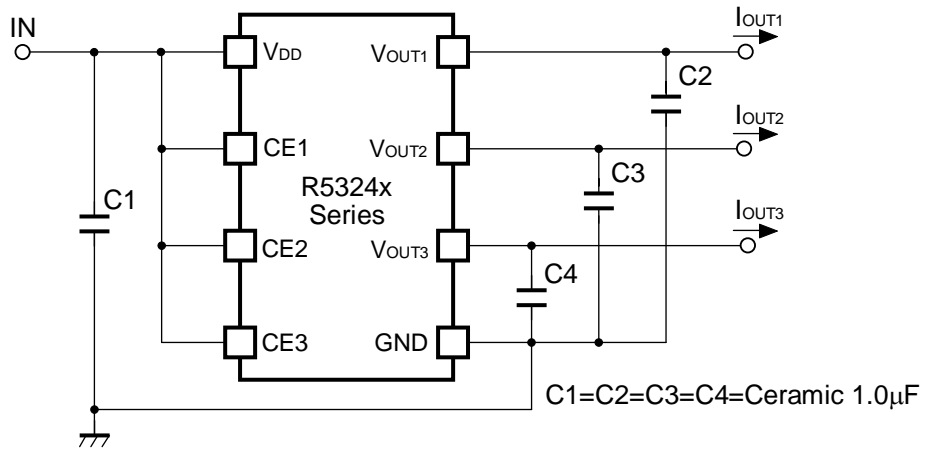 IN
VDD
CE1
CE2
CE3
R5324x
Series
VOUT1
VOUT2
VOUT3
GND
C1
C2
C3
C4
IOUT1
IOUT2
IOUT3
C1=C2=C3=C4=Ceramic 1.0μF